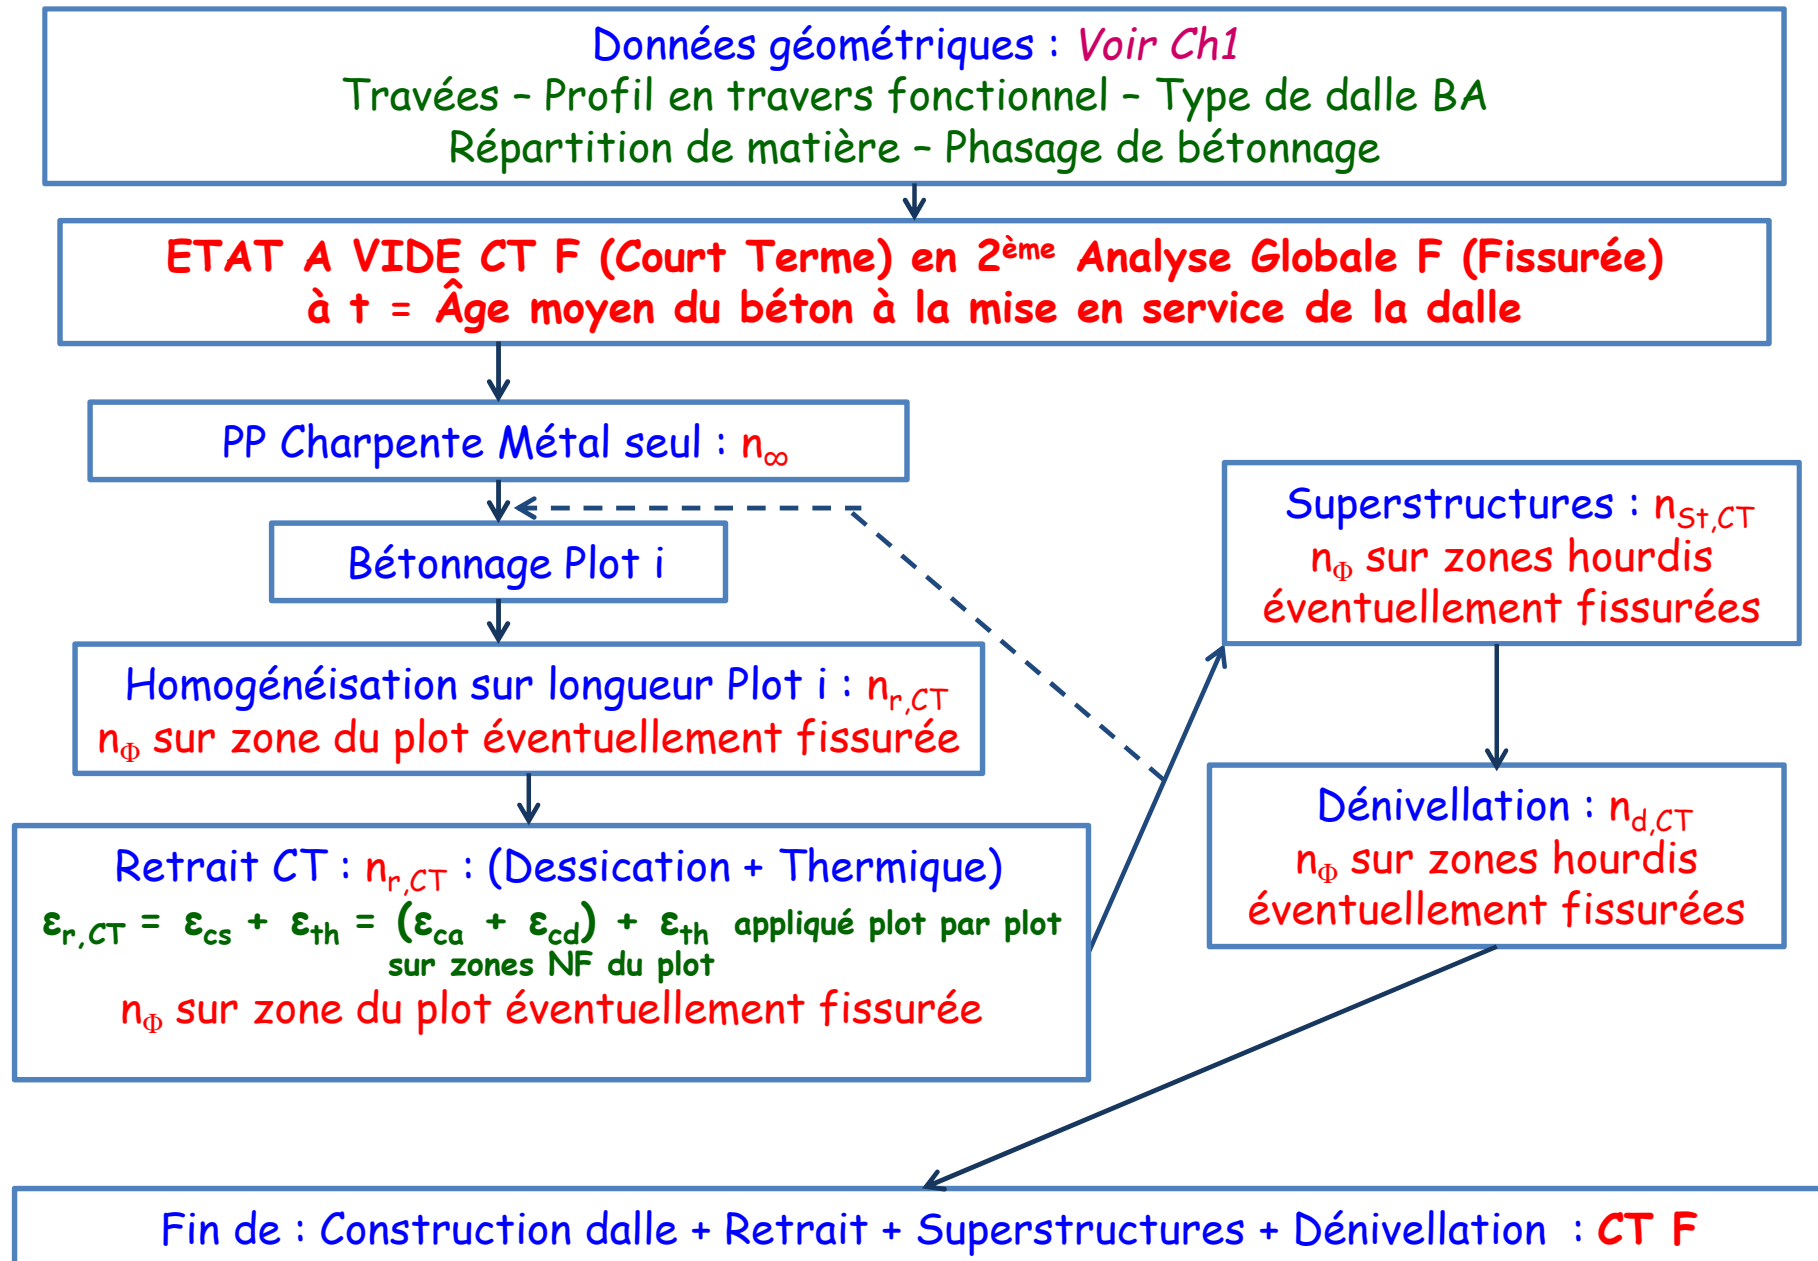 Données géométriques : Voir Ch1
Travées – Profil en travers fonctionnel – Type de dalle BA
Répartition de matière – Phasage de bétonnage
ETAT A VIDE CT F (Court Terme) en 2ème Analyse Globale F (Fissurée)
à t = Âge moyen du béton à la mise en service de la dalle
PP Charpente Métal seul : n∞
Bétonnage Plot i
Homogénéisation sur longueur Plot i : nr,CT
nΦ sur zone du plot éventuellement fissurée
Retrait CT : nr,CT : (Dessication + Thermique)
εr,CT = εcs + εth = (εca + εcd) + εth appliqué plot par plot
sur zones NF du plot
nΦ sur zone du plot éventuellement fissurée
Superstructures : nSt,CT
nΦ sur zones hourdis
éventuellement fissurées
Dénivellation : nd,CT
nΦ sur zones hourdis
éventuellement fissurées
Fin de : Construction dalle + Retrait + Superstructures + Dénivellation : CT F